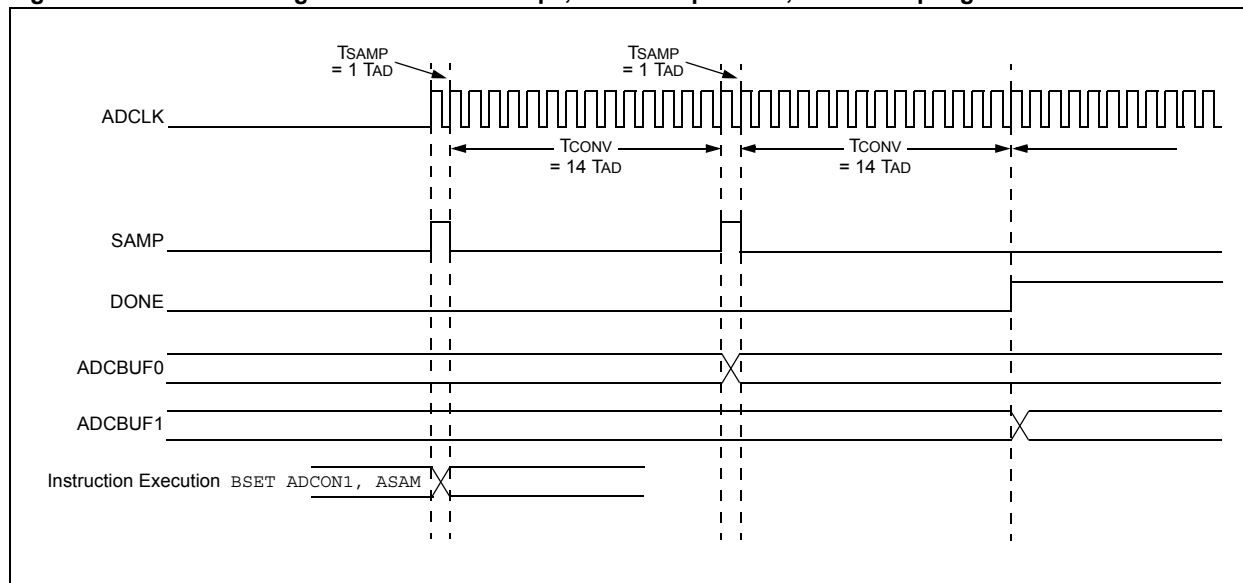 TSAMP TSAMP
= 1 TAD = 1 TAD
ADCLK
TCONV TCONV
= 14 TAD = 14 TAD
SAMP
DONE
ADCBUF0
ADCBUF1
Instruction Execution BSET ADCON1, ASAM